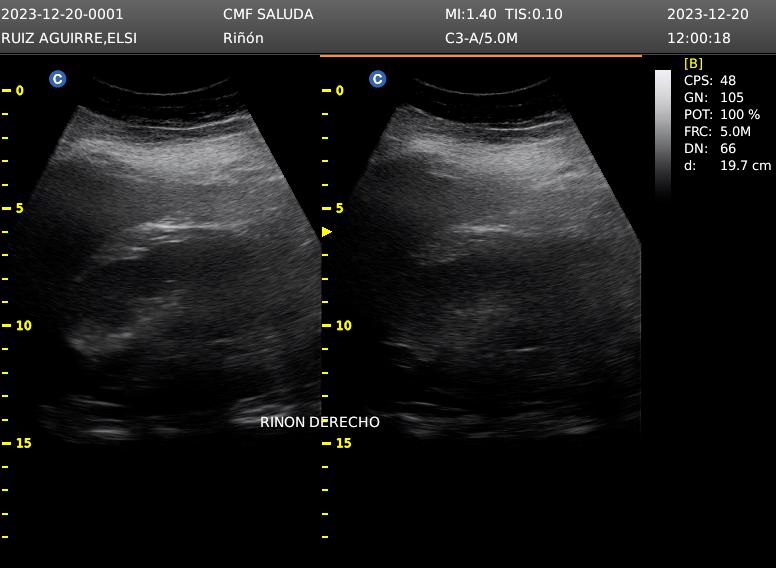 2023-12-20-0001 CMF SALUDA MI:1.40 TIS:0.10 2023-12-20
RUIZ AGUIRRE,ELSI Riñón C3-A/5.0M 12:00:18
C C
[B]
CPS: 48
GN: 105
POT: 100 %
FRC: 5.0M
DN: 66
d: 19.7 cm
0 0
5 5
10 10
RINON DERECHO
15 15